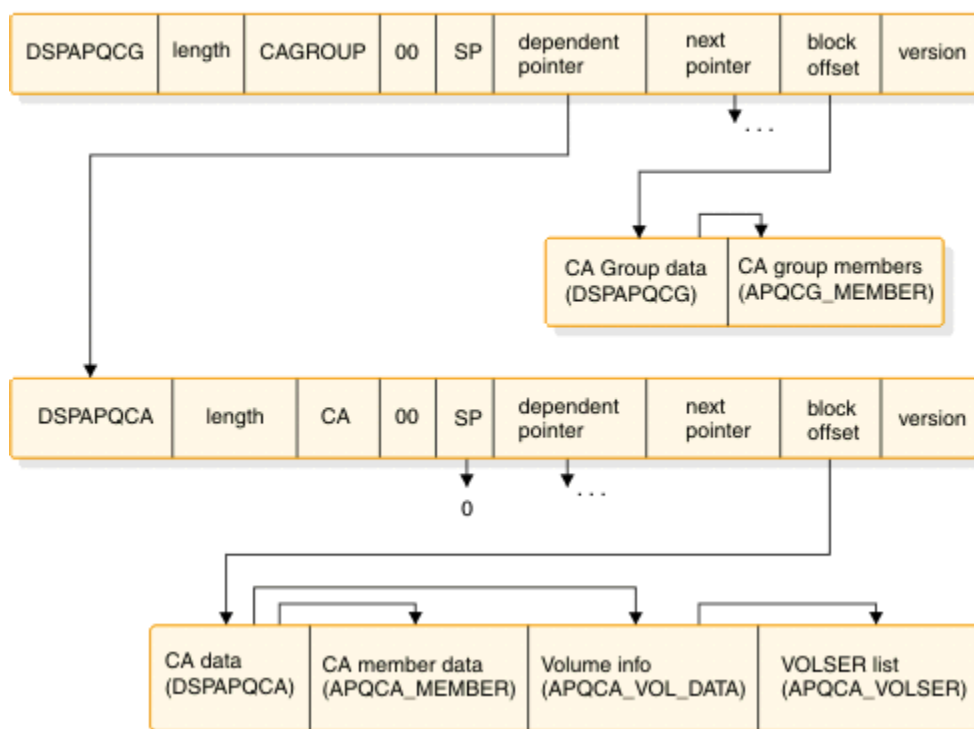 DSPAPQCG length CAGROUP 00 SP dependent pointer next pointer block offset version
. . .
CA Group data
(DSPAPQCG)
CA group members
(APQCG_MEMBER)
DSPAPQCA length CA 00 SP dependent pointer next pointer block offset version
0
. . .
CA data
(DSPAPQCA)
CA member data
(APQCA_MEMBER)
Volume info
(APQCA_VOL_DATA)
VOLSER list
(APQCA_VOLSER)